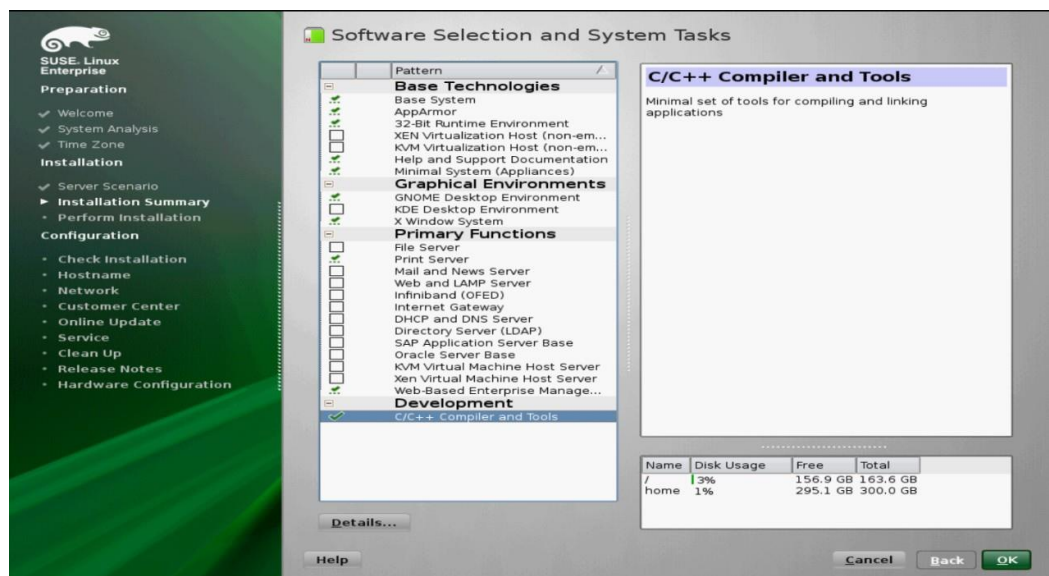 SUSE. Linux
Enterprise
Preparation
Welcome
System Analysis
Time Zone
Installation
Server Scenario
Installation Summary
Perform Installation
Configuration
Check Installation
Hostname
Network
Customer Center
Online Update
Service
Clean Up
Release Notes
Hardware Configuration
Software Selection and System Tasks
Pattern
Base Technologies
Base System
AppArmor
32-Bit Runtime Environment
XEN Virtualization Host (non-em...
KVM Virtualization Host (non-em...
Help and Support Documentation
Minimal System (Appliances)
Graphical Environments
GNOME Desktop Environment
KDE Desktop Environment
X Window System
Primary Functions
File Server
Print Server
Mail and News Server
Web and LAMP Server
Infiniband (OFED)
Internet Gateway
DHCP and DNS Server
Directory Server (LDAP)
SAP Application Server Base
Oracle Server Base
KVM Virtual Machine Host Server
Xen Virtual Machine Host Server
Web-Based Enterprise Manage...
Development
C/C++ Compiler and Tools
Details...
C/C++ Compiler and Tools
Minimal set of tools for compiling and linking
applications
Name Disk Usage Free Total
/ 3% 156.9 GB 163.6 GB
home 1% 295.1 GB 300.0 GB
Help Cancel Back OK